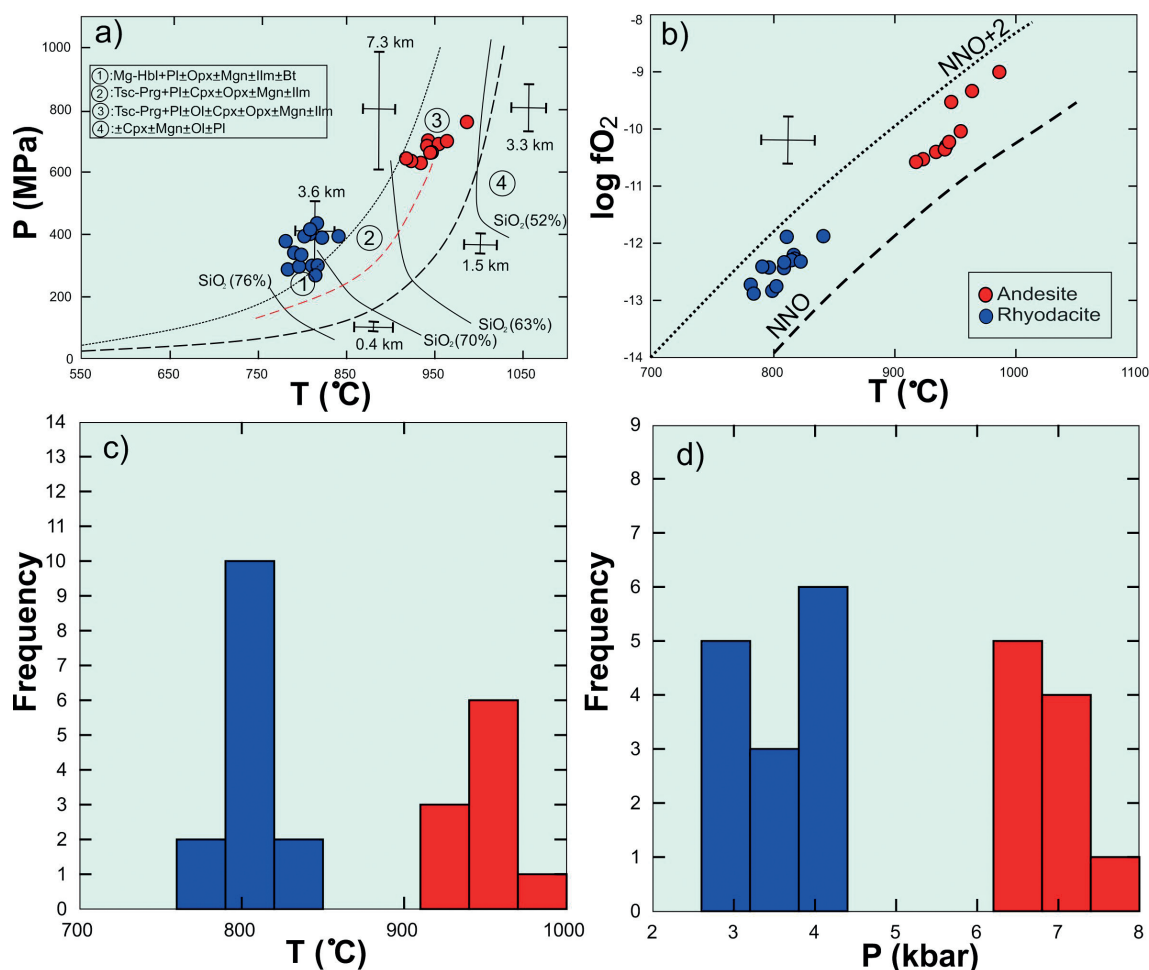 a)
7.3 km
①:Mg-Hbl+Pl±Opx±Mgn±Ilm±Bt
②:Tsc-Prg+Pl±Cpx±Opx±Mgn±Ilm
③:Tsc-Prg+Pl±Ol±Cpx±Opx±Mgn±Ilm
④:±Cpx±Mgn±Ol±Pl
③
3.3 km
④
3.6 km
SiO2(52%)
②
1.5 km
SiO2(76%)
①
SiO2(63%)
SiO2(70%)
0.4 km
1000
800
600
400
200
0
P (MPa)
550
650
750
850
950
1050
T (°C)
b)
NNO+2
NNO
Andesite
Rhyodacite
-8
-9
-10
-11
-12
-13
-14
log fO2
700
800
900
1000
1100
T (°C)
c)
14
13
12
11
10
9
8
7
6
5
4
3
2
1
0
Frequency
700
800
900
1000
T (°C)
d)
9
8
7
6
5
4
3
2
1
0
Frequency
2
3
4
5
6
7
8
P (kbar)